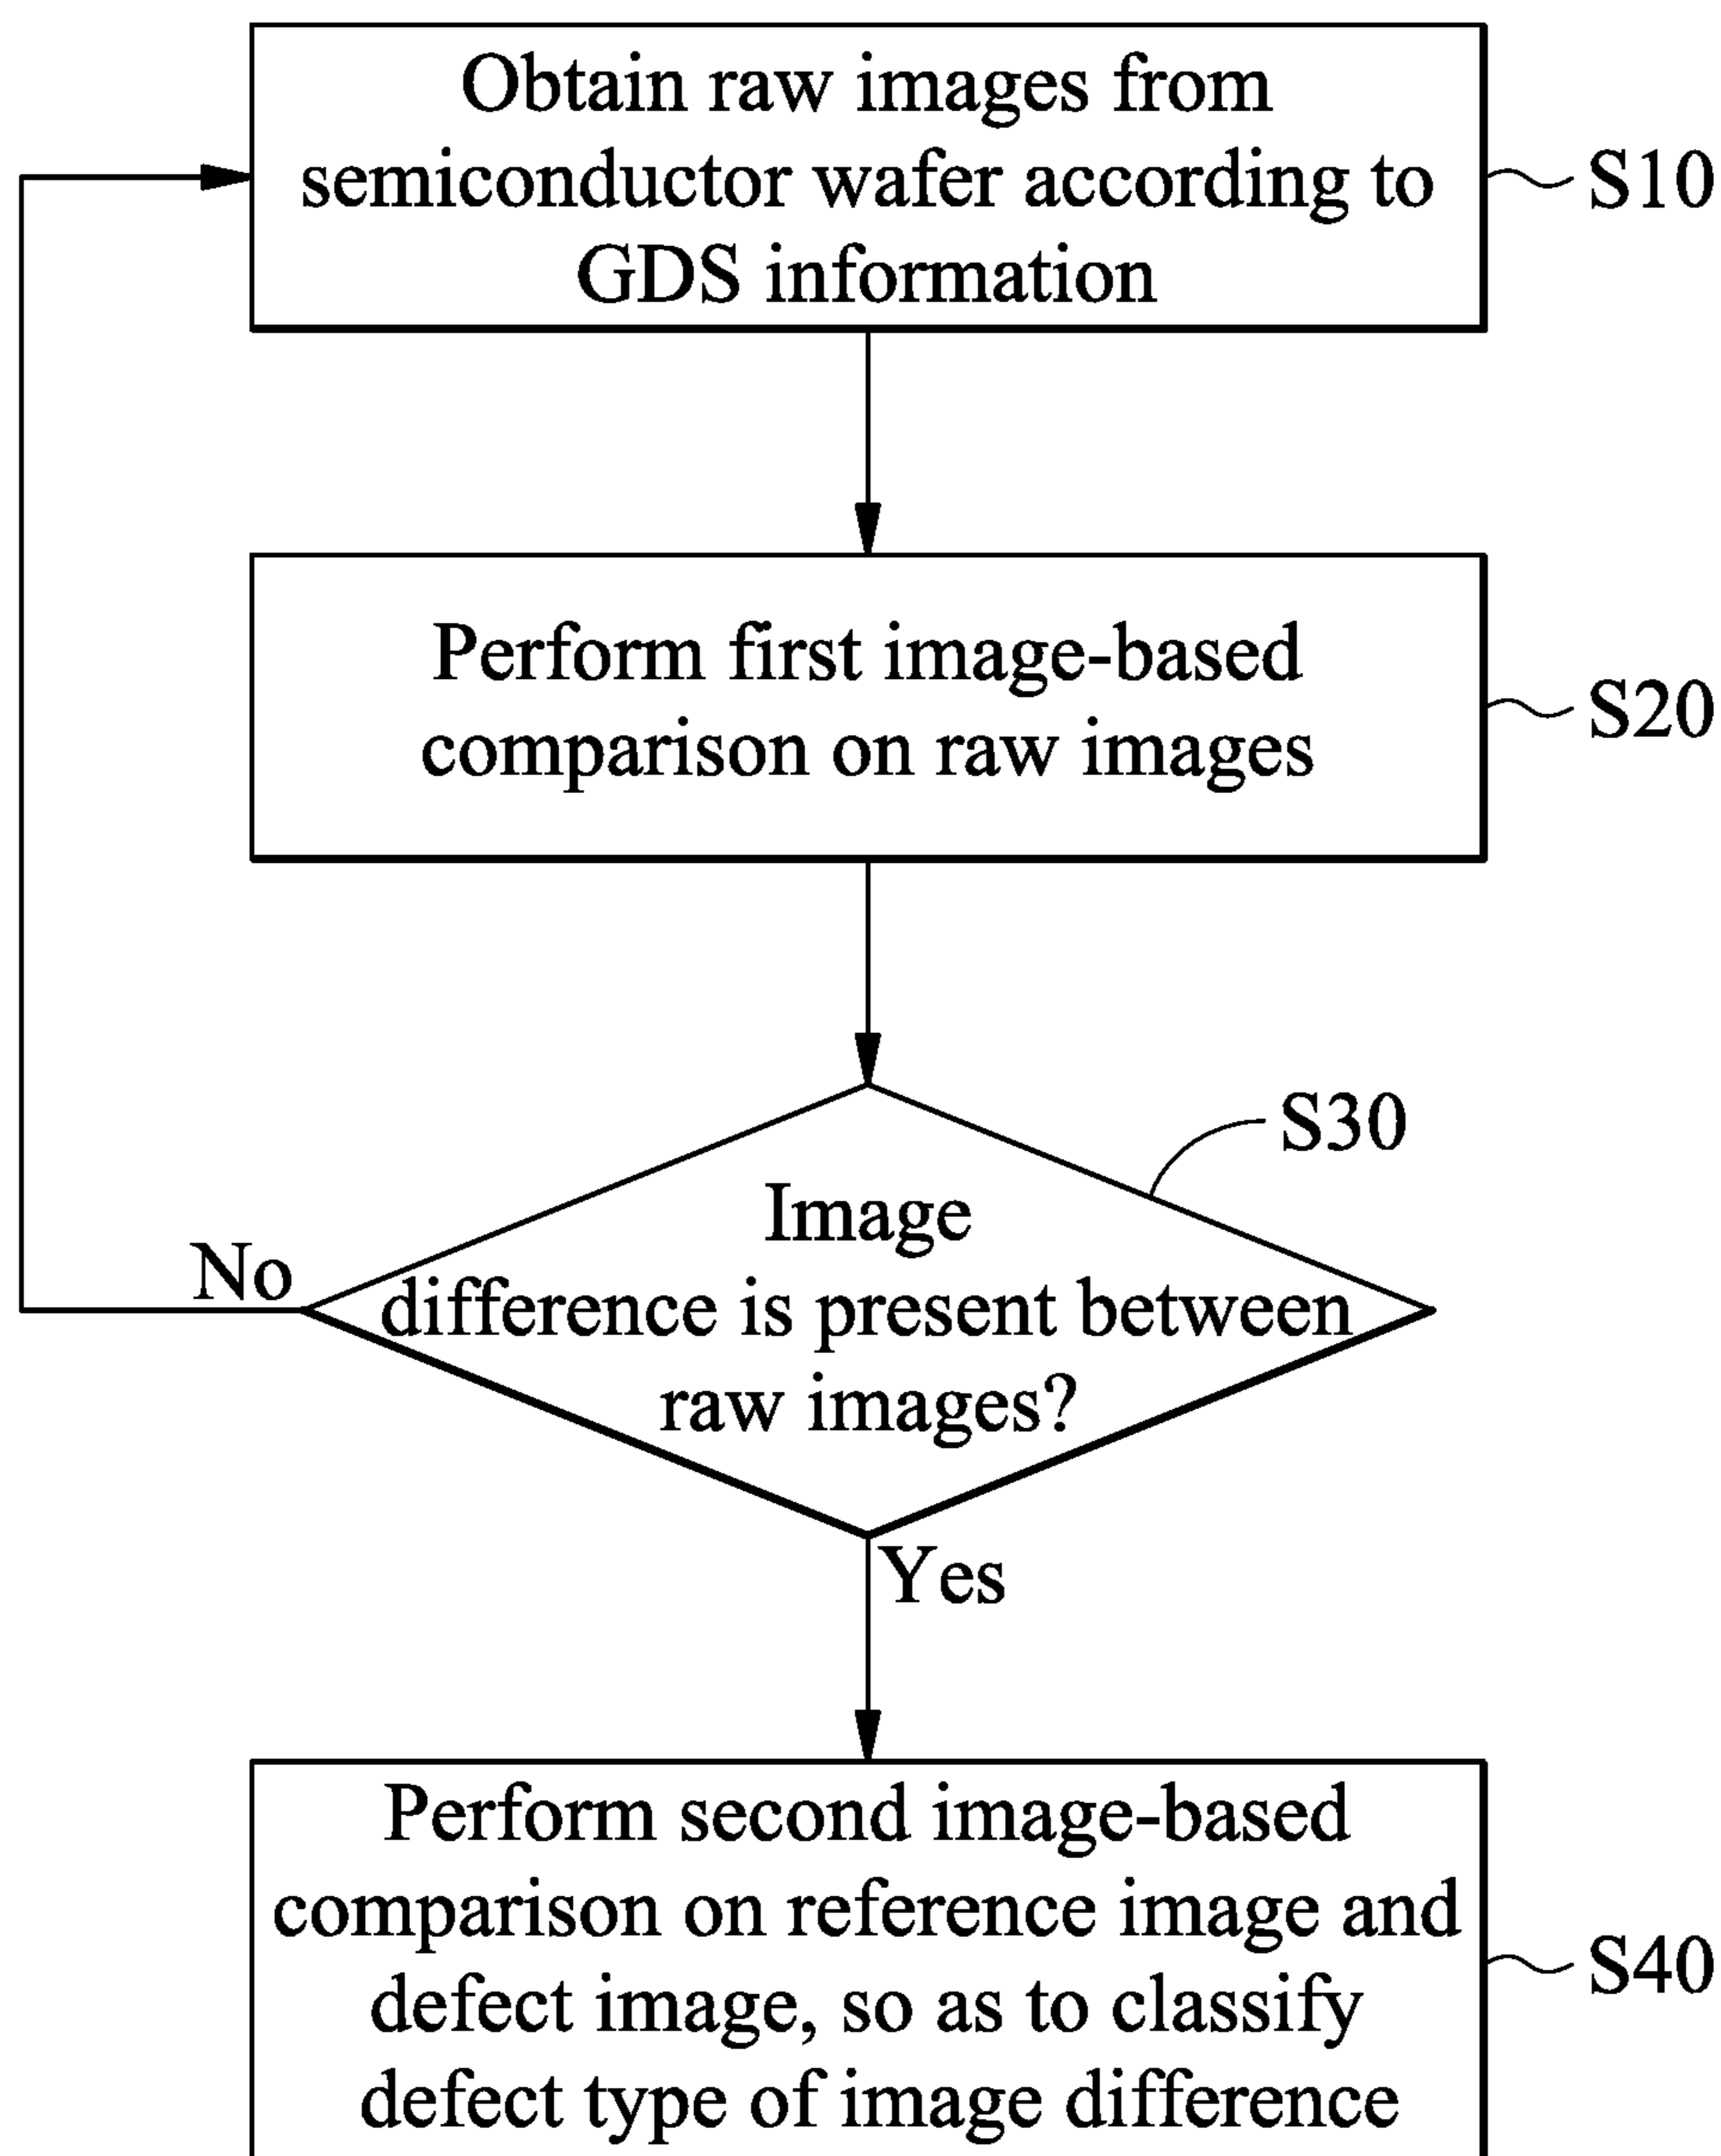 Obtain raw images from
semiconductor wafer according to
GDS information
S10
Perform first image-based
comparison on raw images
S20
S30
Image
difference is present between
raw images?
No
Yes
Perform second image-based
comparison on reference image and
defect image, so as to classify
defect type of image difference
S40